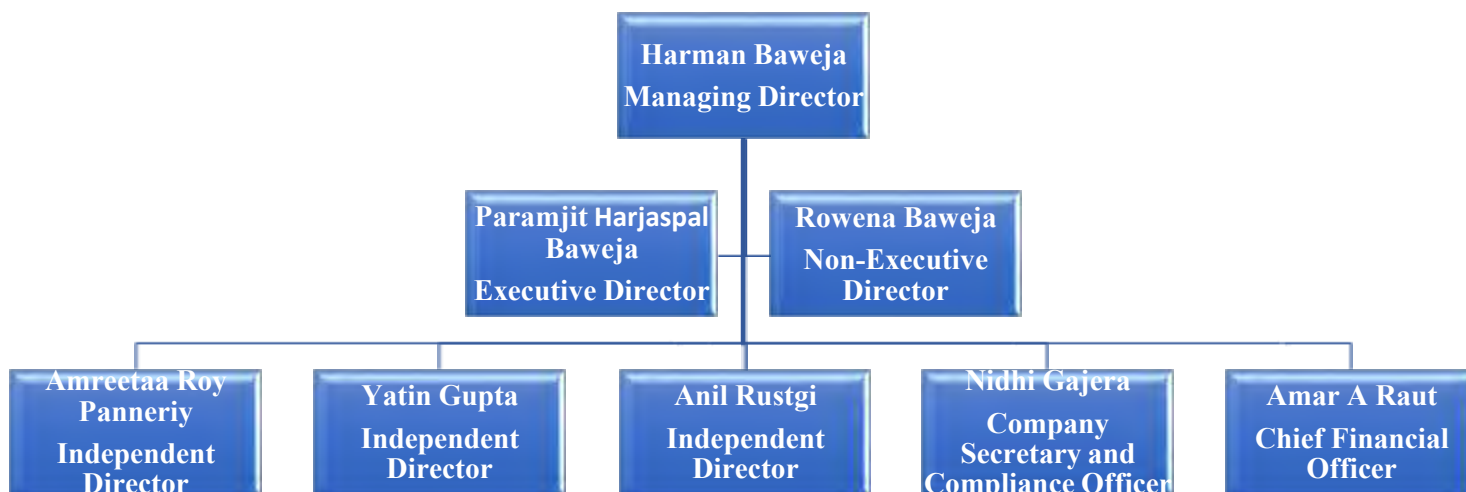 Harman Baweja
Managing Director
Paramjit Harjaspal
Baweja
Executive Director
Rowena Baweja
Non-Executive
Director
Amreetaa Roy
Panneriy
Independent
Director
Yatin Gupta
Independent
Director
Anil Rustgi
Independent
Director
Nidhi Gajera
Company
Secretary and
Compliance Officer
Amar A Raut
Chief Financial
Officer